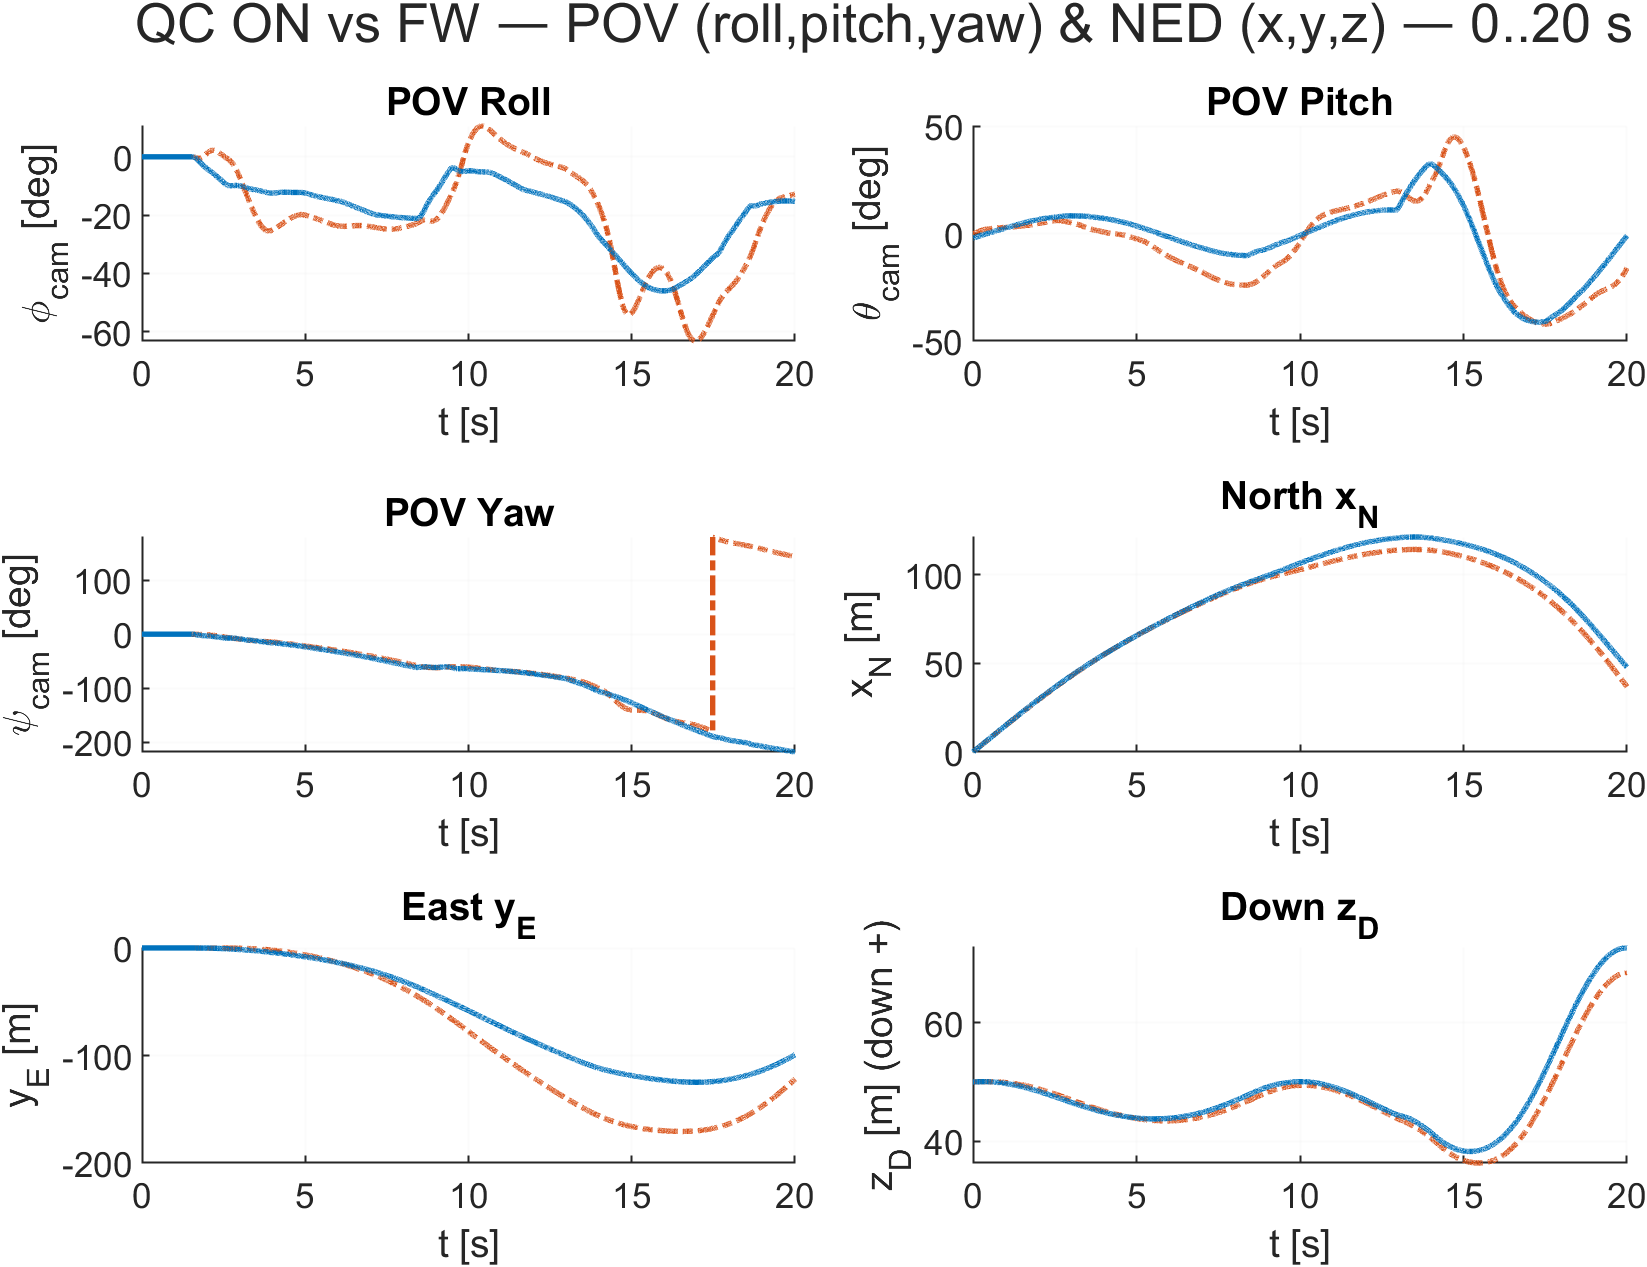 QC ON vs FW — POV (roll,pitch,yaw) & NED (x,y,z) — 0..20 s
POV Roll
ϕcam [deg]
0
-20
-40
-60
0 5 10 15 20
t [s]
POV Pitch
θcam [deg]
50
0
-50
0 5 10 15 20
t [s]
POV Yaw
ψcam [deg]
100
0
-100
-200
0 5 10 15 20
t [s]
North xN
xN [m]
100
50
0
0 5 10 15 20
t [s]
East yE
yE [m]
0
-100
-200
0 5 10 15 20
t [s]
Down zD
zD [m] (down +)
60
40
0 5 10 15 20
t [s]